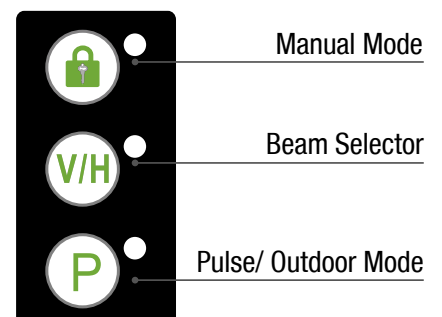 Manual Mode
V/H
Beam Selector
P
Pulse/ Outdoor Mode